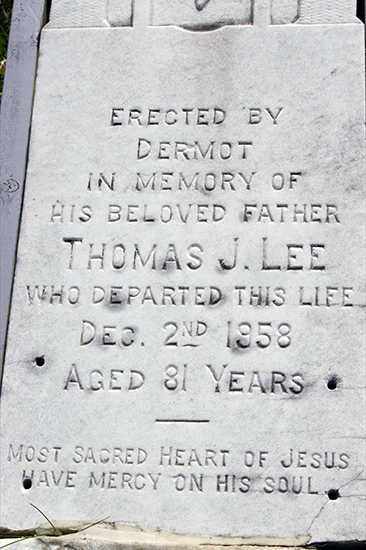 ERECTED BY
DERMOT
IN MEMORY OF
HIS BELOVED FATHER
THOMAS J. LEE
WHO DEPARTED THIS LIFE
DEC. 2ND 1958
AGED 81 YEARS
MOST SACRED HEART OF JESUS
HAVE MERCY ON HIS SOUL.